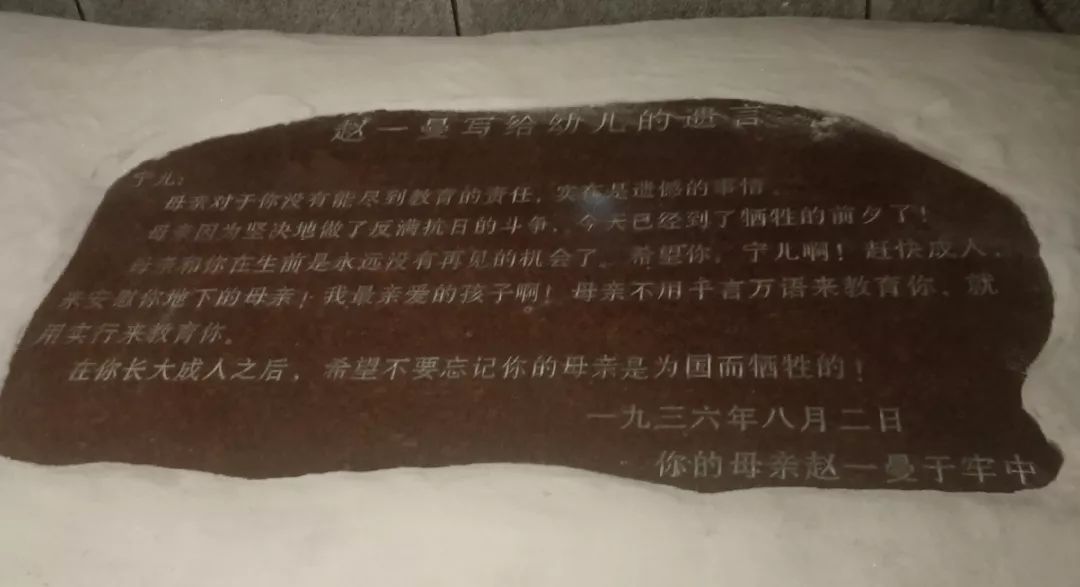 赵一曼写给幼儿的遗言
宁儿：
母亲对于你没有能尽到教育的责任，实在是遗憾的事情。
母亲因为坚决地做了反满抗日的斗争，今天已经到了牺牲的前夕了！
母亲和你在生前是永远没有再见的机会了。希望你，宁儿啊！赶快成人，
来安慰你地下的母亲！我最亲爱的孩子啊！母亲不用千言万语来教育你，就
用实行来教育你。
在你长大成人之后，希望不要忘记你的母亲是为国而牺牲的！
一九三六年八月二日
你的母亲赵一曼于牢中